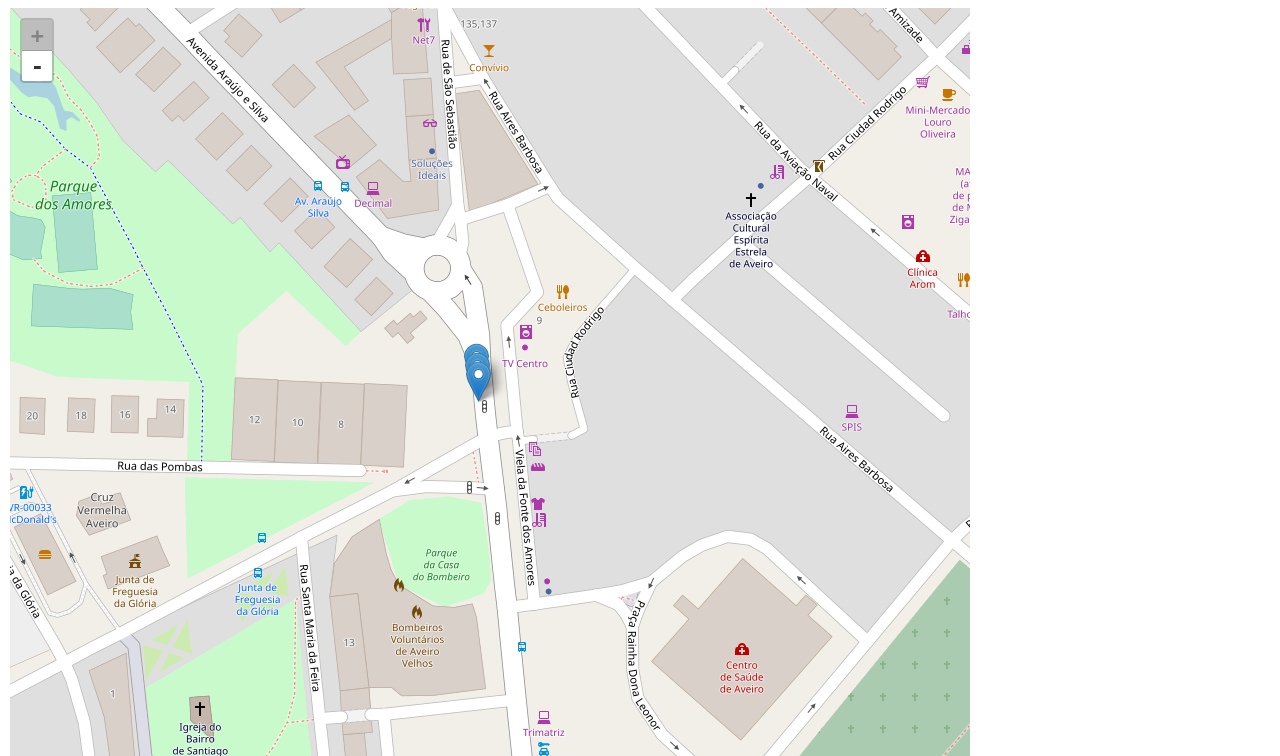 +
-
Net7
135,137
Amizade
Avenida Araújo e Silva
Rua de São Sebastião
Convívio
Rua Aires Barbosa
Rua Ciudad Rodrigo
Mini-Mercado
Louro
Oliveira
Rua da Aviação Naval
Soluções
Ideais
Parque
dos Amores
Av. Araújo
Silva
Decimal
Associação
Cultural
Espírita
Estrela
de Aveiro
Clínica
Arom
Ceboleiros
9
Rua Ciudad Rodrigo
TV Centro
20
18
16
14
12
10
8
SPIS
Rua Aires Barbosa
Rua das Pombas
Viela da Fonte dos Amores
VR-00033
McDonald's
Cruz
Vermelha
Aveiro
Parque
da Casa
do Bombeiro
Junta de
Freguesia
da Glória
Junta de
Freguesia
da Glória
ia da Glória
Rua Santa Maria da Feira
Bombeiros
Voluntários
de Aveiro
Velhos
13
Praça Rainha Dona Leonor
Centro
de Saúde
de Aveiro
1
Igreja do
Bairro
de Santiago
Trimatriz